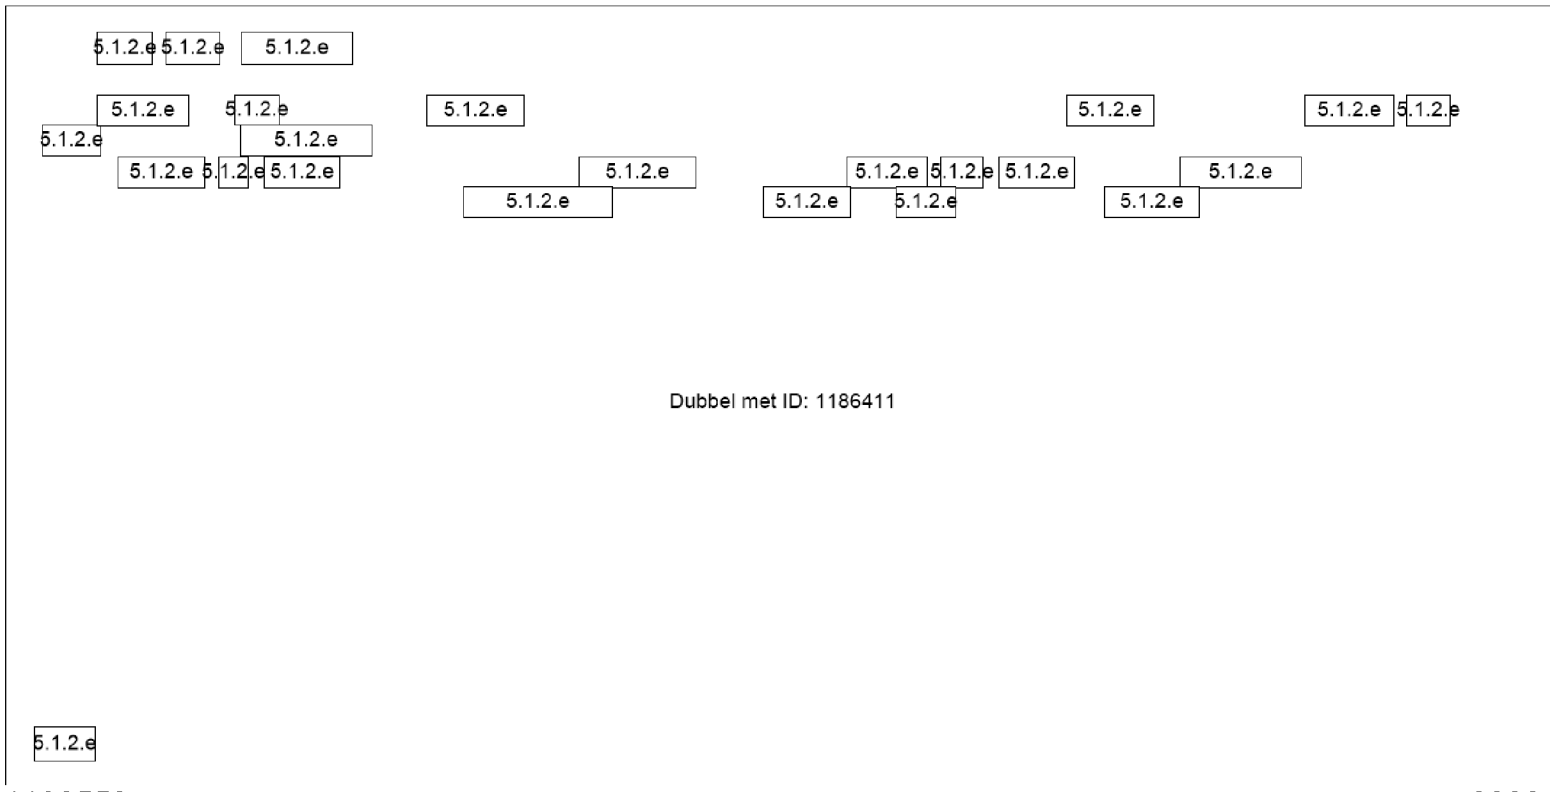 5.1.2.e 5.1.2.e 5.1.2.e
5.1.2.e 5.1.2.e 5.1.2.e 5.1.2.e 5.1.2.e 5.1.2.e
5.1.2.e 5.1.2.e
5.1.2.e 5.1.2.e 5.1.2.e 5.1.2.e 5.1.2.e 5.1.2.e 5.1.2.e 5.1.2.e
5.1.2.e 5.1.2.e 5.1.2.e 5.1.2.e
Dubbel met ID: 1186411
5.1.2.e